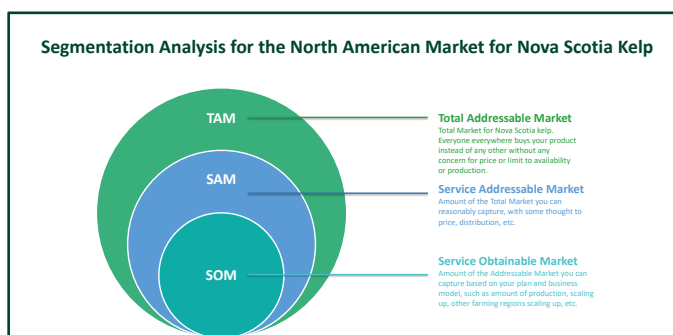 Segmentation Analysis for the North American Market for Nova Scotia Kelp
TAM
Total Addressable Market
Total Market for Nova Scotia kelp.
Everyone everywhere buys your product
instead of any other without any
concern for price or limit to availability
or production.
SAM
Service Addressable Market
Amount of the Total Market you can
reasonably capture, with some thought to
price, distribution, etc.
SOM
Service Obtainable Market
Amount of the Addressable Market you can
capture based on your plan and business
model, such as amount of production, scaling
up, other farming regions scaling up, etc.